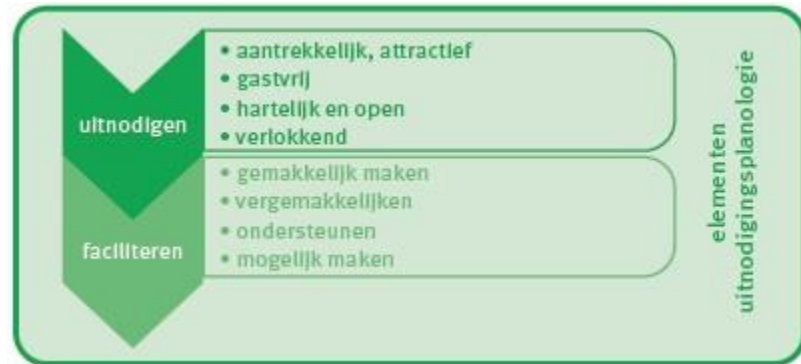 uitnodigen
• aantrekkelijk, attractief
• gastvrij
• hartelijk en open
• verlokkend
faciliteren
• gemakkelijk maken
• vergemakkelijken
• ondersteunen
• mogelijk maken
elementen
uitnodigingsplanologie